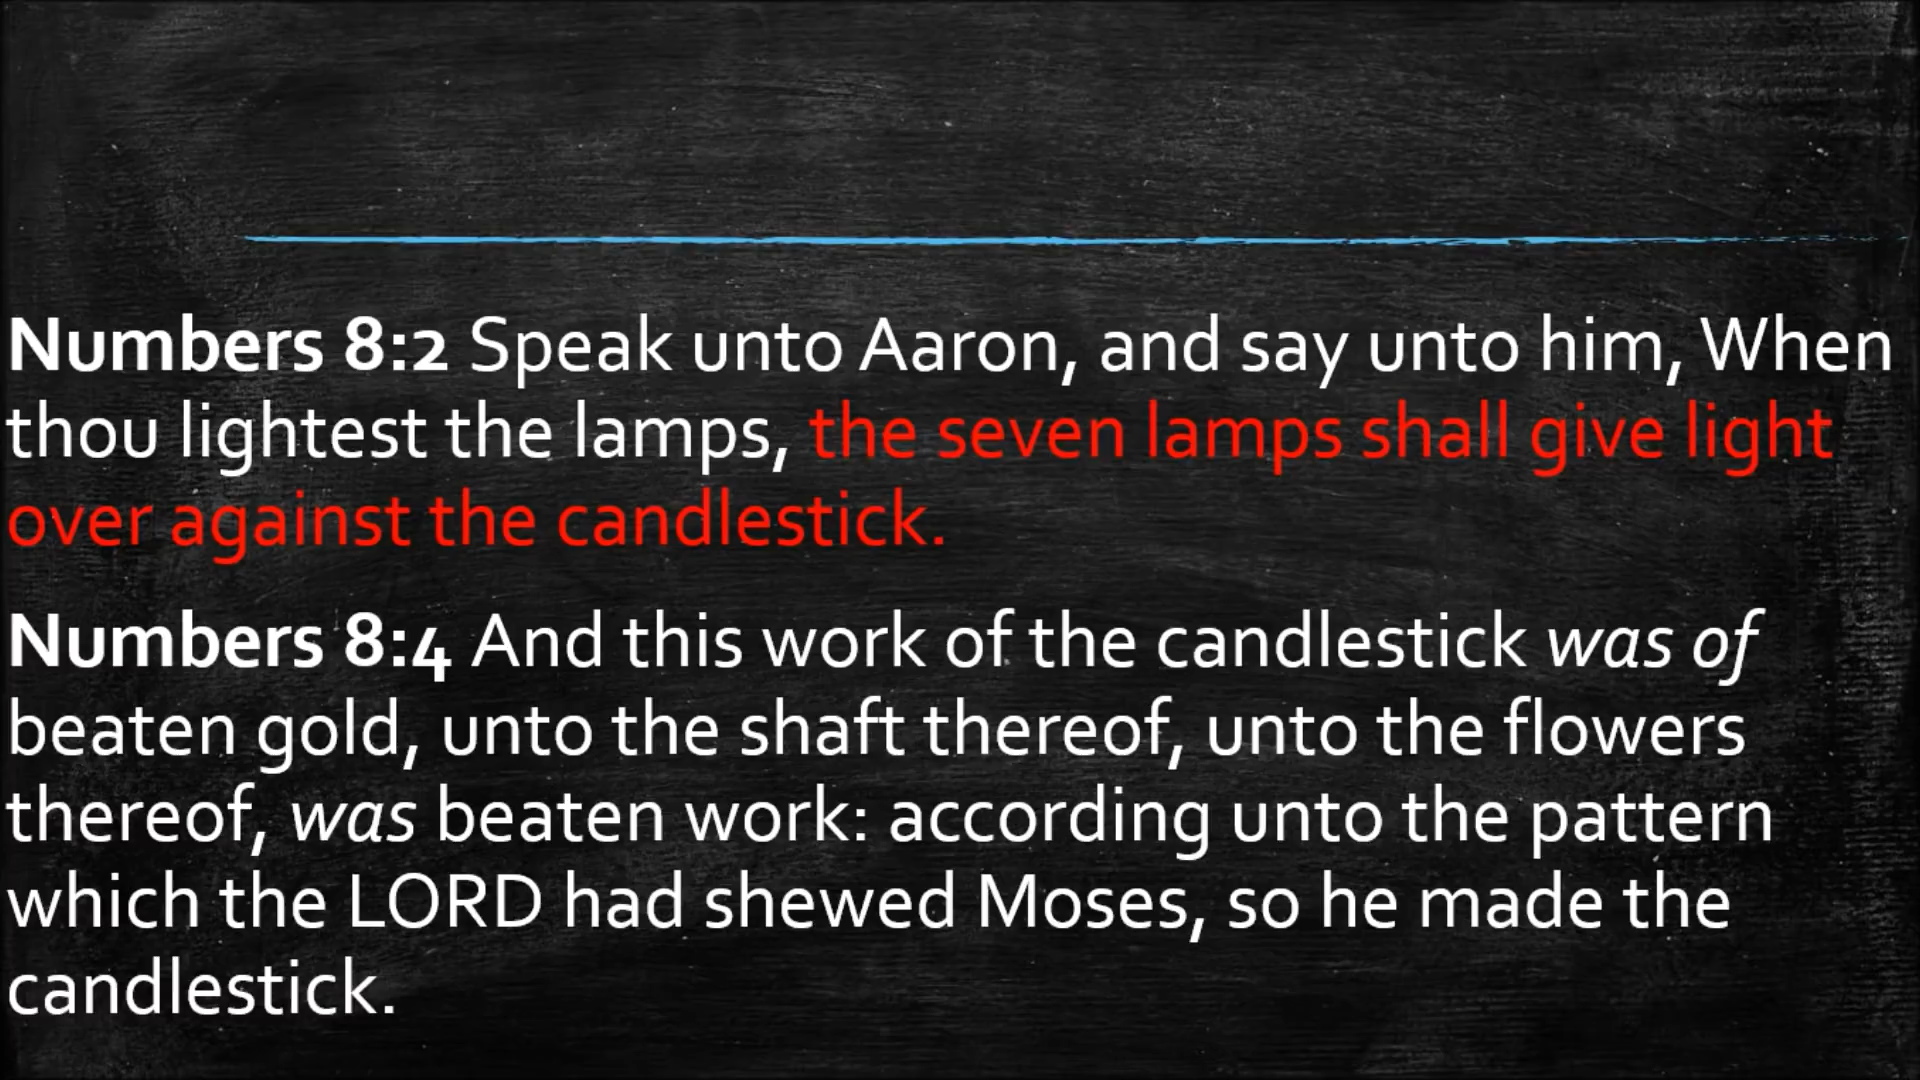 Numbers 8:2 Speak unto Aaron, and say unto him, When
thou lightest the lamps, the seven lamps shall give light
over against the candlestick.
Numbers 8:4 And this work of the candlestick was of
beaten gold, unto the shaft thereof, unto the flowers
thereof, was beaten work: according unto the pattern
which the LORD had shewed Moses, so he made the
candlestick.